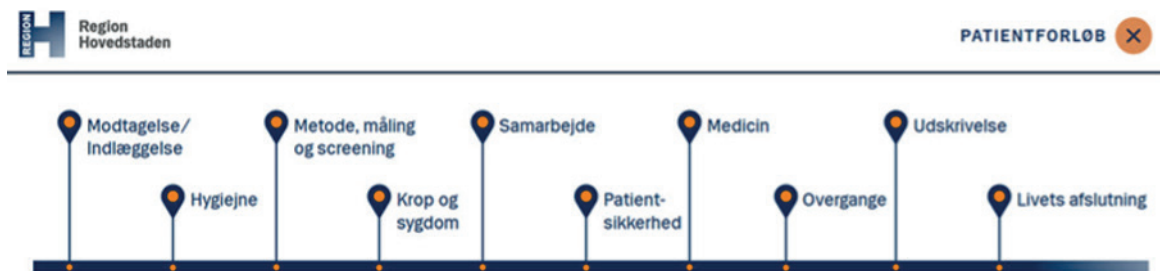 REGION
Region
Hovedstaden
PATIENTFORLØB
Modtagelse/
Indlæggelse
Hygiejne
Metode, måling
og screening
Krop og
sygdom
Samarbejde
Patient-
sikkerhed
Medicin
Overgange
Udskrivelse
Livets afslutning